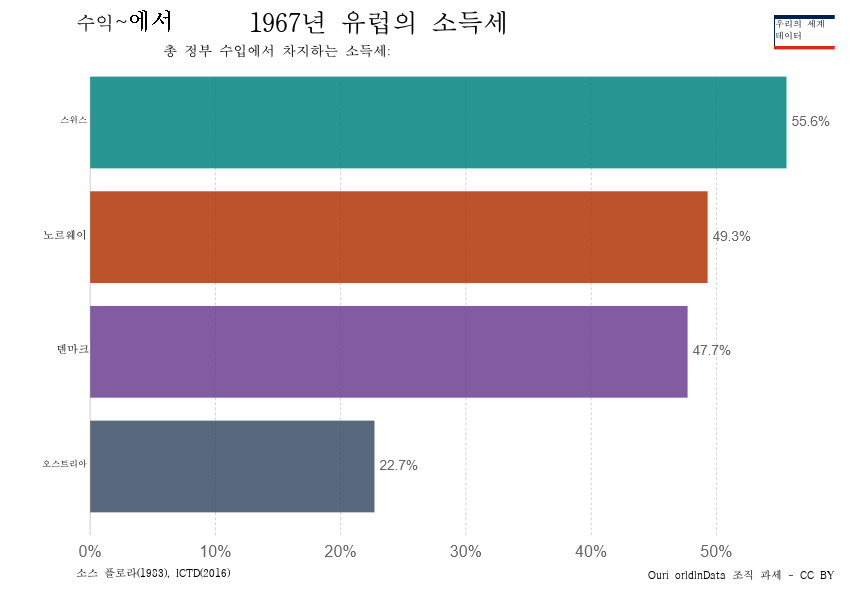 수익~에서 1967년 유럽의 소득세
총 정부 수입에서 차지하는 소득세:
우리의 세계
데이터
스위스
55.6%
노르웨이
49.3%
덴마크
47.7%
오스트리아
22.7%
0% 10% 20% 30% 40% 50%
소스 플로라(1983), ICTD(2016)
Ouri orldInData 조직 과세 - CC BY